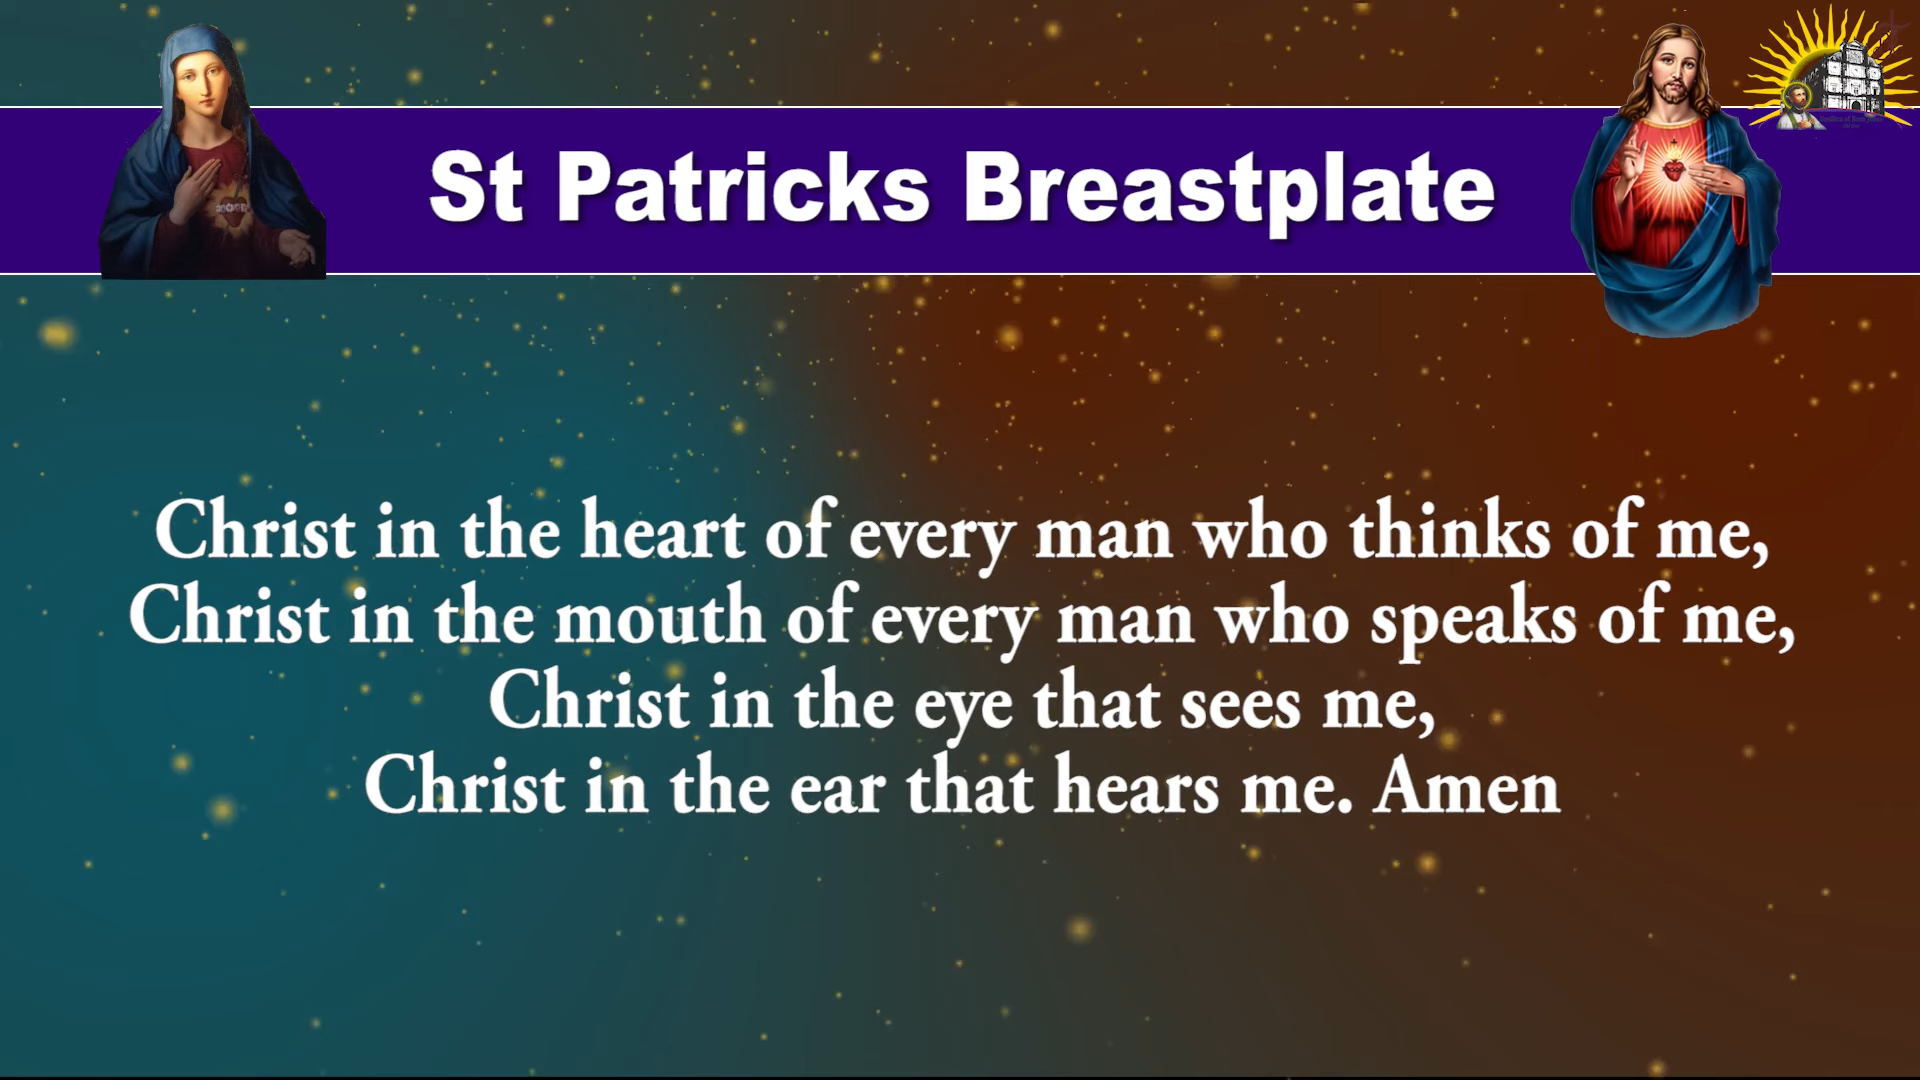 St Patricks Breastplate
Christ in the heart of every man who thinks of me,
Christ in the mouth of every man who speaks of me,
Christ in the eye that sees me,
Christ in the ear that hears me. Amen